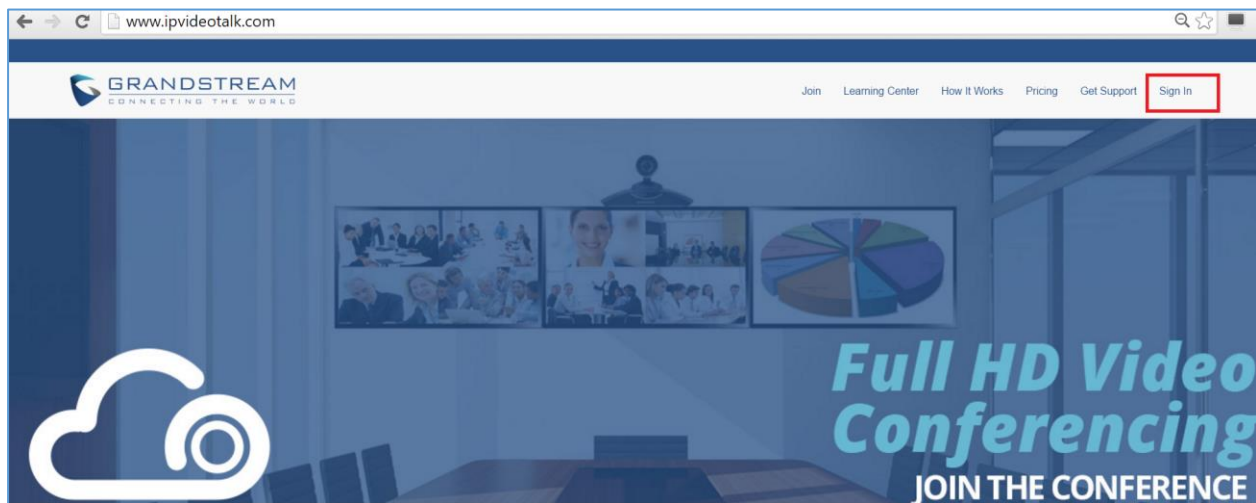 www.ipvideotalk.com
GRANDSTREAM
CONNECTING THE WORLD
Join Learning Center How It Works Pricing Get Support Sign In
Full HD Video
Conferencing
JOIN THE CONFERENCE